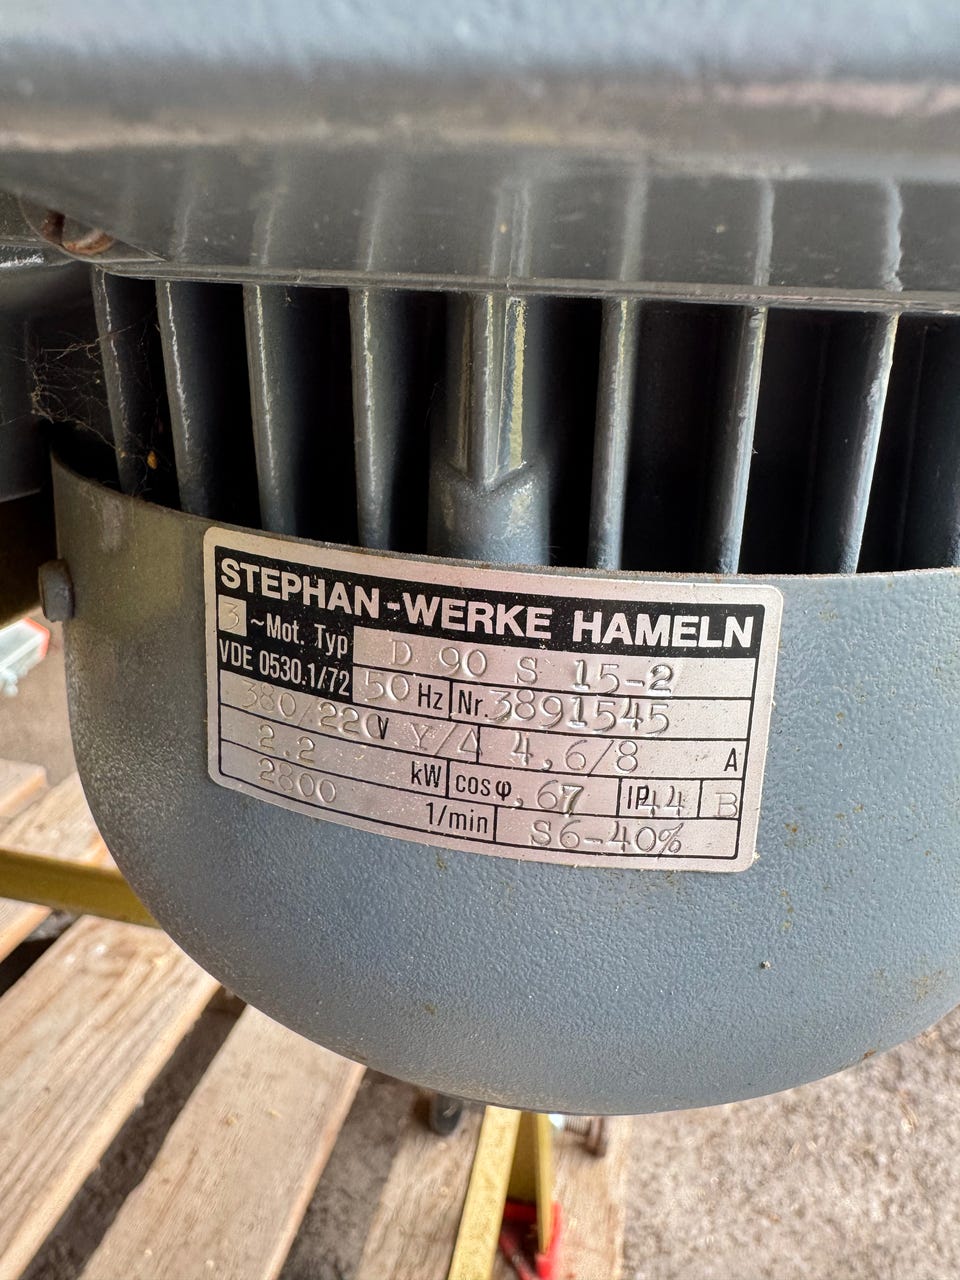 STEPHAN-WERKE HAMELN
3 ~Mot. Typ D 90 S 15-2
VDE 0530.1/72 50 Hz Nr. 3891545
380/220 V Y/Δ 4,6/8 A
2.2 kW cosφ ,67 IP44 B
2800 1/min S6-40%